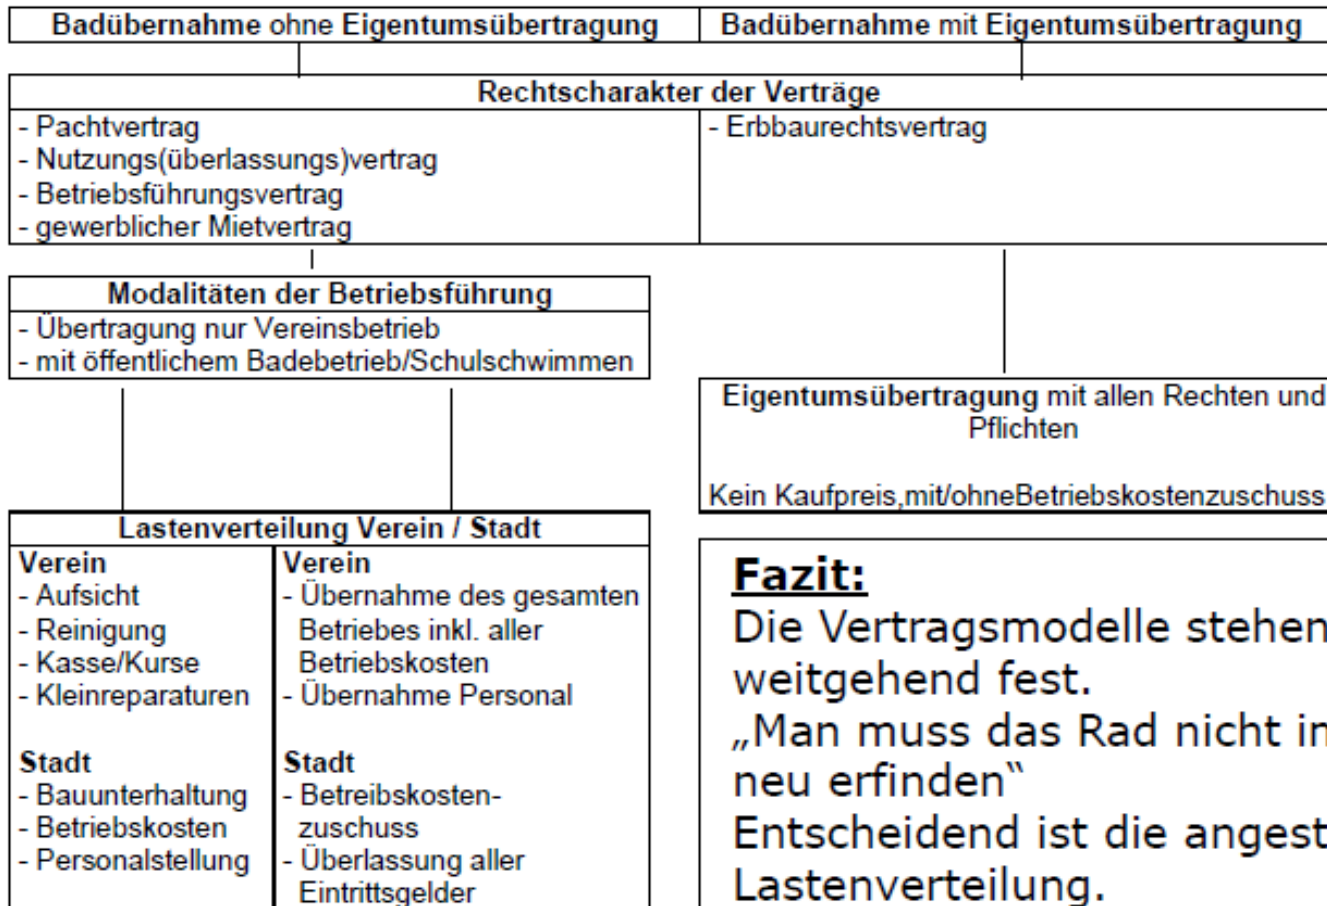 Badübernahme ohne Eigentumsübertragung
Badübernahme mit Eigentumsübertragung
Rechtscharakter der Verträge
- Pachtvertrag
- Nutzungs(überlassungs)vertrag
- Betriebsführungsvertrag
- gewerblicher Mietvertrag
- Erbbaurechtsvertrag
Modalitäten der Betriebsführung
- Übertragung nur Vereinsbetrieb
- mit öffentlichem Badebetrieb/Schulschwimmen
Eigentumsübertragung mit allen Rechten und
Pflichten
Kein Kaufpreis,mit/ohneBetriebskostenzuschuss
Lastenverteilung Verein / Stadt
Verein
- Aufsicht
- Reinigung
- Kasse/Kurse
- Kleinreparaturen
Stadt
- Bauunterhaltung
- Betriebskosten
- Personalstellung
Verein
- Übernahme des gesamten
Betriebes inkl. aller
Betriebskosten
- Übernahme Personal
Stadt
- Betreibskosten-
zuschuss
- Überlassung aller
Eintrittsgelder
Fazit:
Die Vertragsmodelle stehen
weitgehend fest.
„Man muss das Rad nicht
neu erfinden“
Entscheidend ist die
Lastenverteilung.